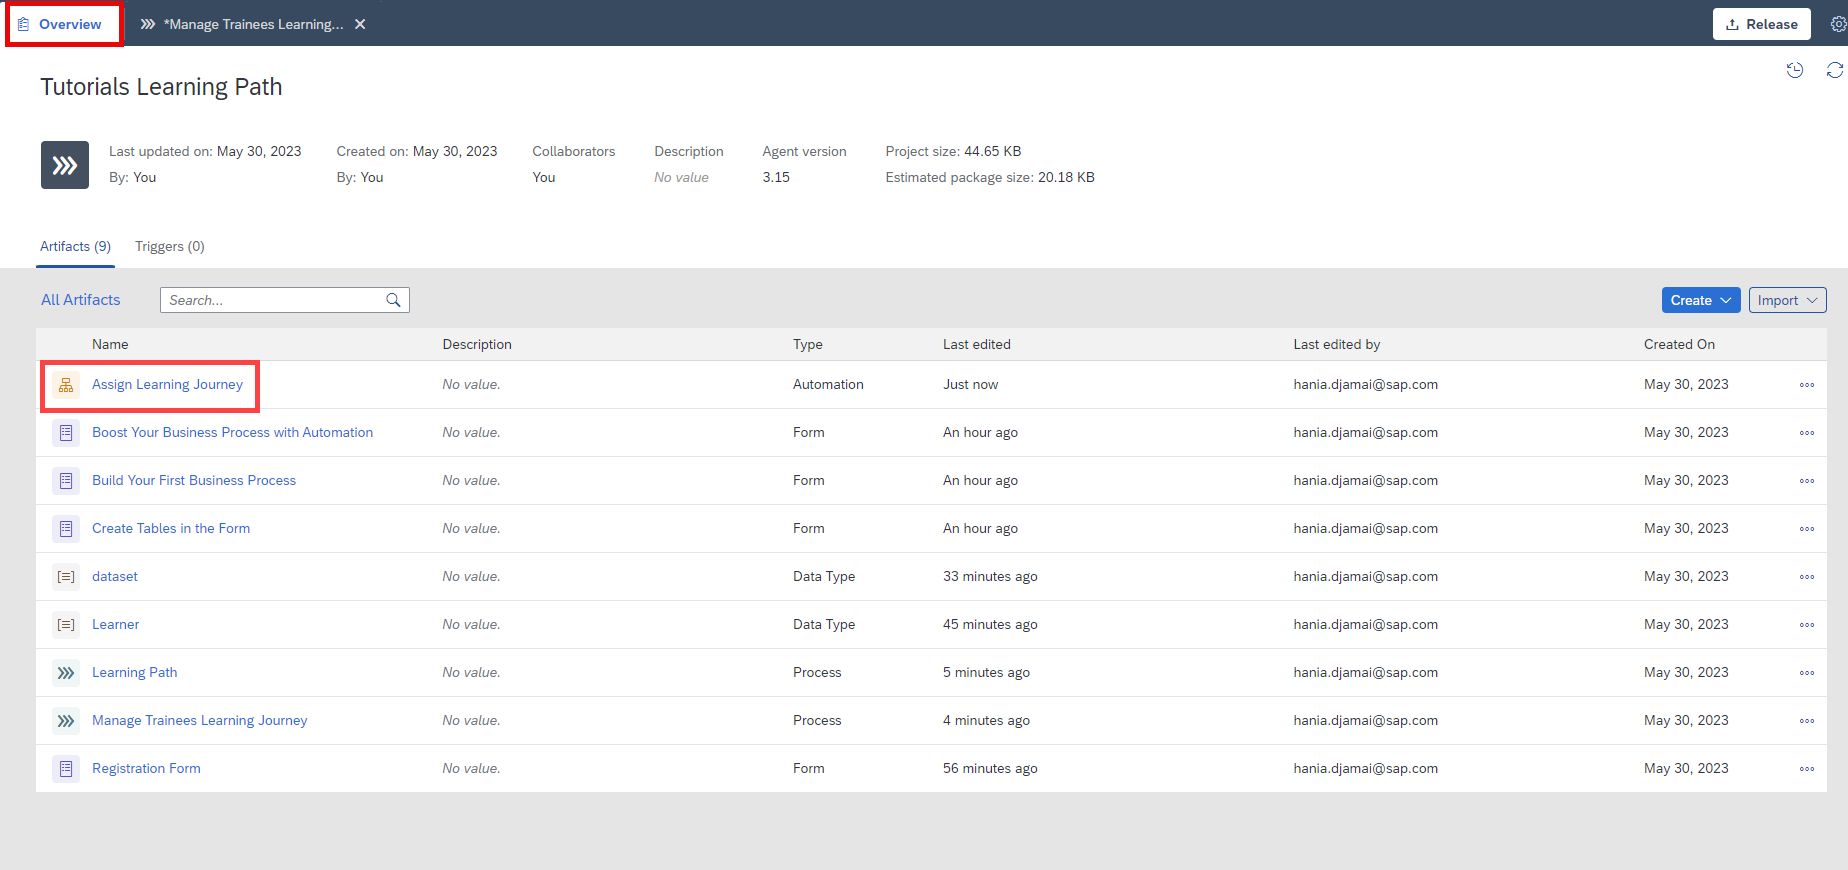 Overview *Manage Trainees Learning... Release
Tutorials Learning Path
Last updated on: May 30, 2023 Created on: May 30, 2023 Collaborators Description Agent version Project size: 44.65 KB
By: You By: You You No value 3.15 Estimated package size: 20.18 KB
Artifacts (9) Triggers (0)
All Artifacts Search... Create Import
Name Description Type Last edited Last edited by Created On
Assign Learning Journey No value. Automation Just now hania.djamai@sap.com May 30, 2023
Boost Your Business Process with Automation No value. Form An hour ago hania.djamai@sap.com May 30, 2023
Build Your First Business Process No value. Form An hour ago hania.djamai@sap.com May 30, 2023
Create Tables in the Form No value. Form An hour ago hania.djamai@sap.com May 30, 2023
dataset No value. Data Type 33 minutes ago hania.djamai@sap.com May 30, 2023
Learner No value. Data Type 45 minutes ago hania.djamai@sap.com May 30, 2023
Learning Path No value. Process 5 minutes ago hania.djamai@sap.com May 30, 2023
Manage Trainees Learning Journey No value. Process 4 minutes ago hania.djamai@sap.com May 30, 2023
Registration Form No value. Form 56 minutes ago hania.djamai@sap.com May 30, 2023